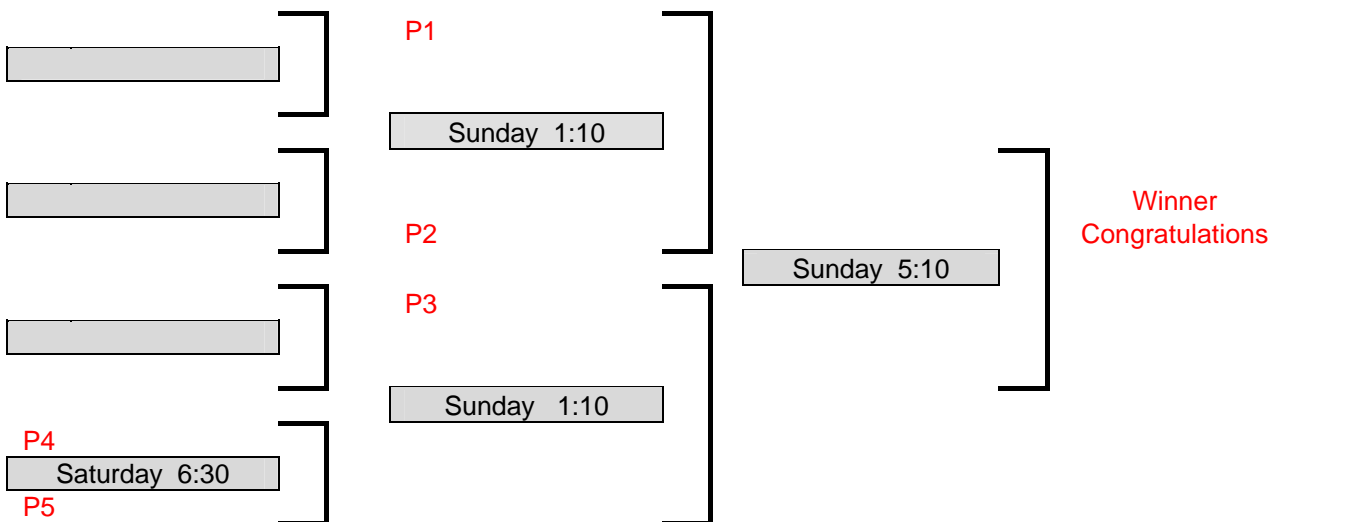 P1
Sunday 1:10
P2
Winner
Congratulations
Sunday 5:10
P3
Sunday 1:10
P4
Saturday 6:30
P5